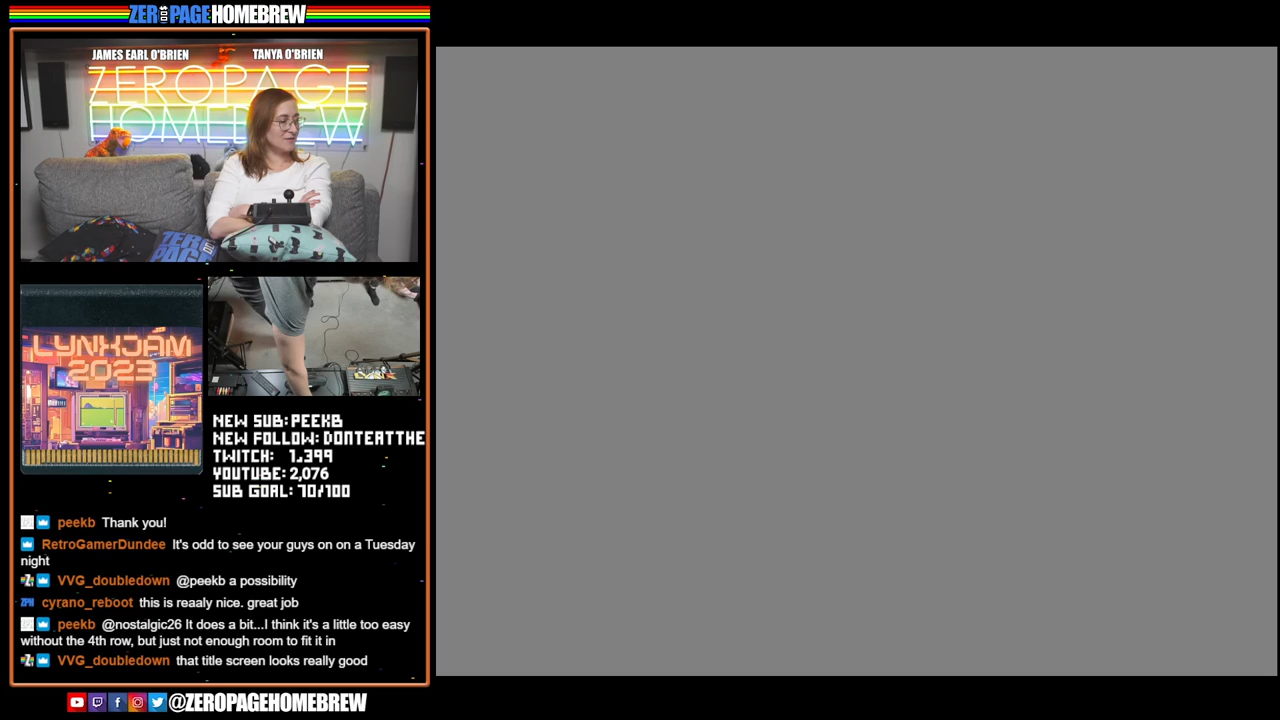 ZEROPAGE HOMEBREW
JAMES EARL O'BRIEN
TANYA O'BRIEN
ZEROPAGE
HOMEBREW
ZERO
PAGE
LYNXJAM
2023
NEW SUB: PEEKB
NEW FOLLOW: DONTEATTHE
TWITCH: 1,399
YOUTUBE: 2,076
SUB GOAL: 70/100
peekb Thank you!
RetroGamerDundee It's odd to see your guys on on a Tuesday
night
VVG_doubledown @peekb a possibility
ZPH cyrano_reboot this is reaaly nice. great job
peekb @nostalgic26 It does a bit...I think it's a little too easy
without the 4th row, but just not enough room to fit it in
VVG_doubledown that title screen looks really good
@ZEROPAGEHOMEBREW